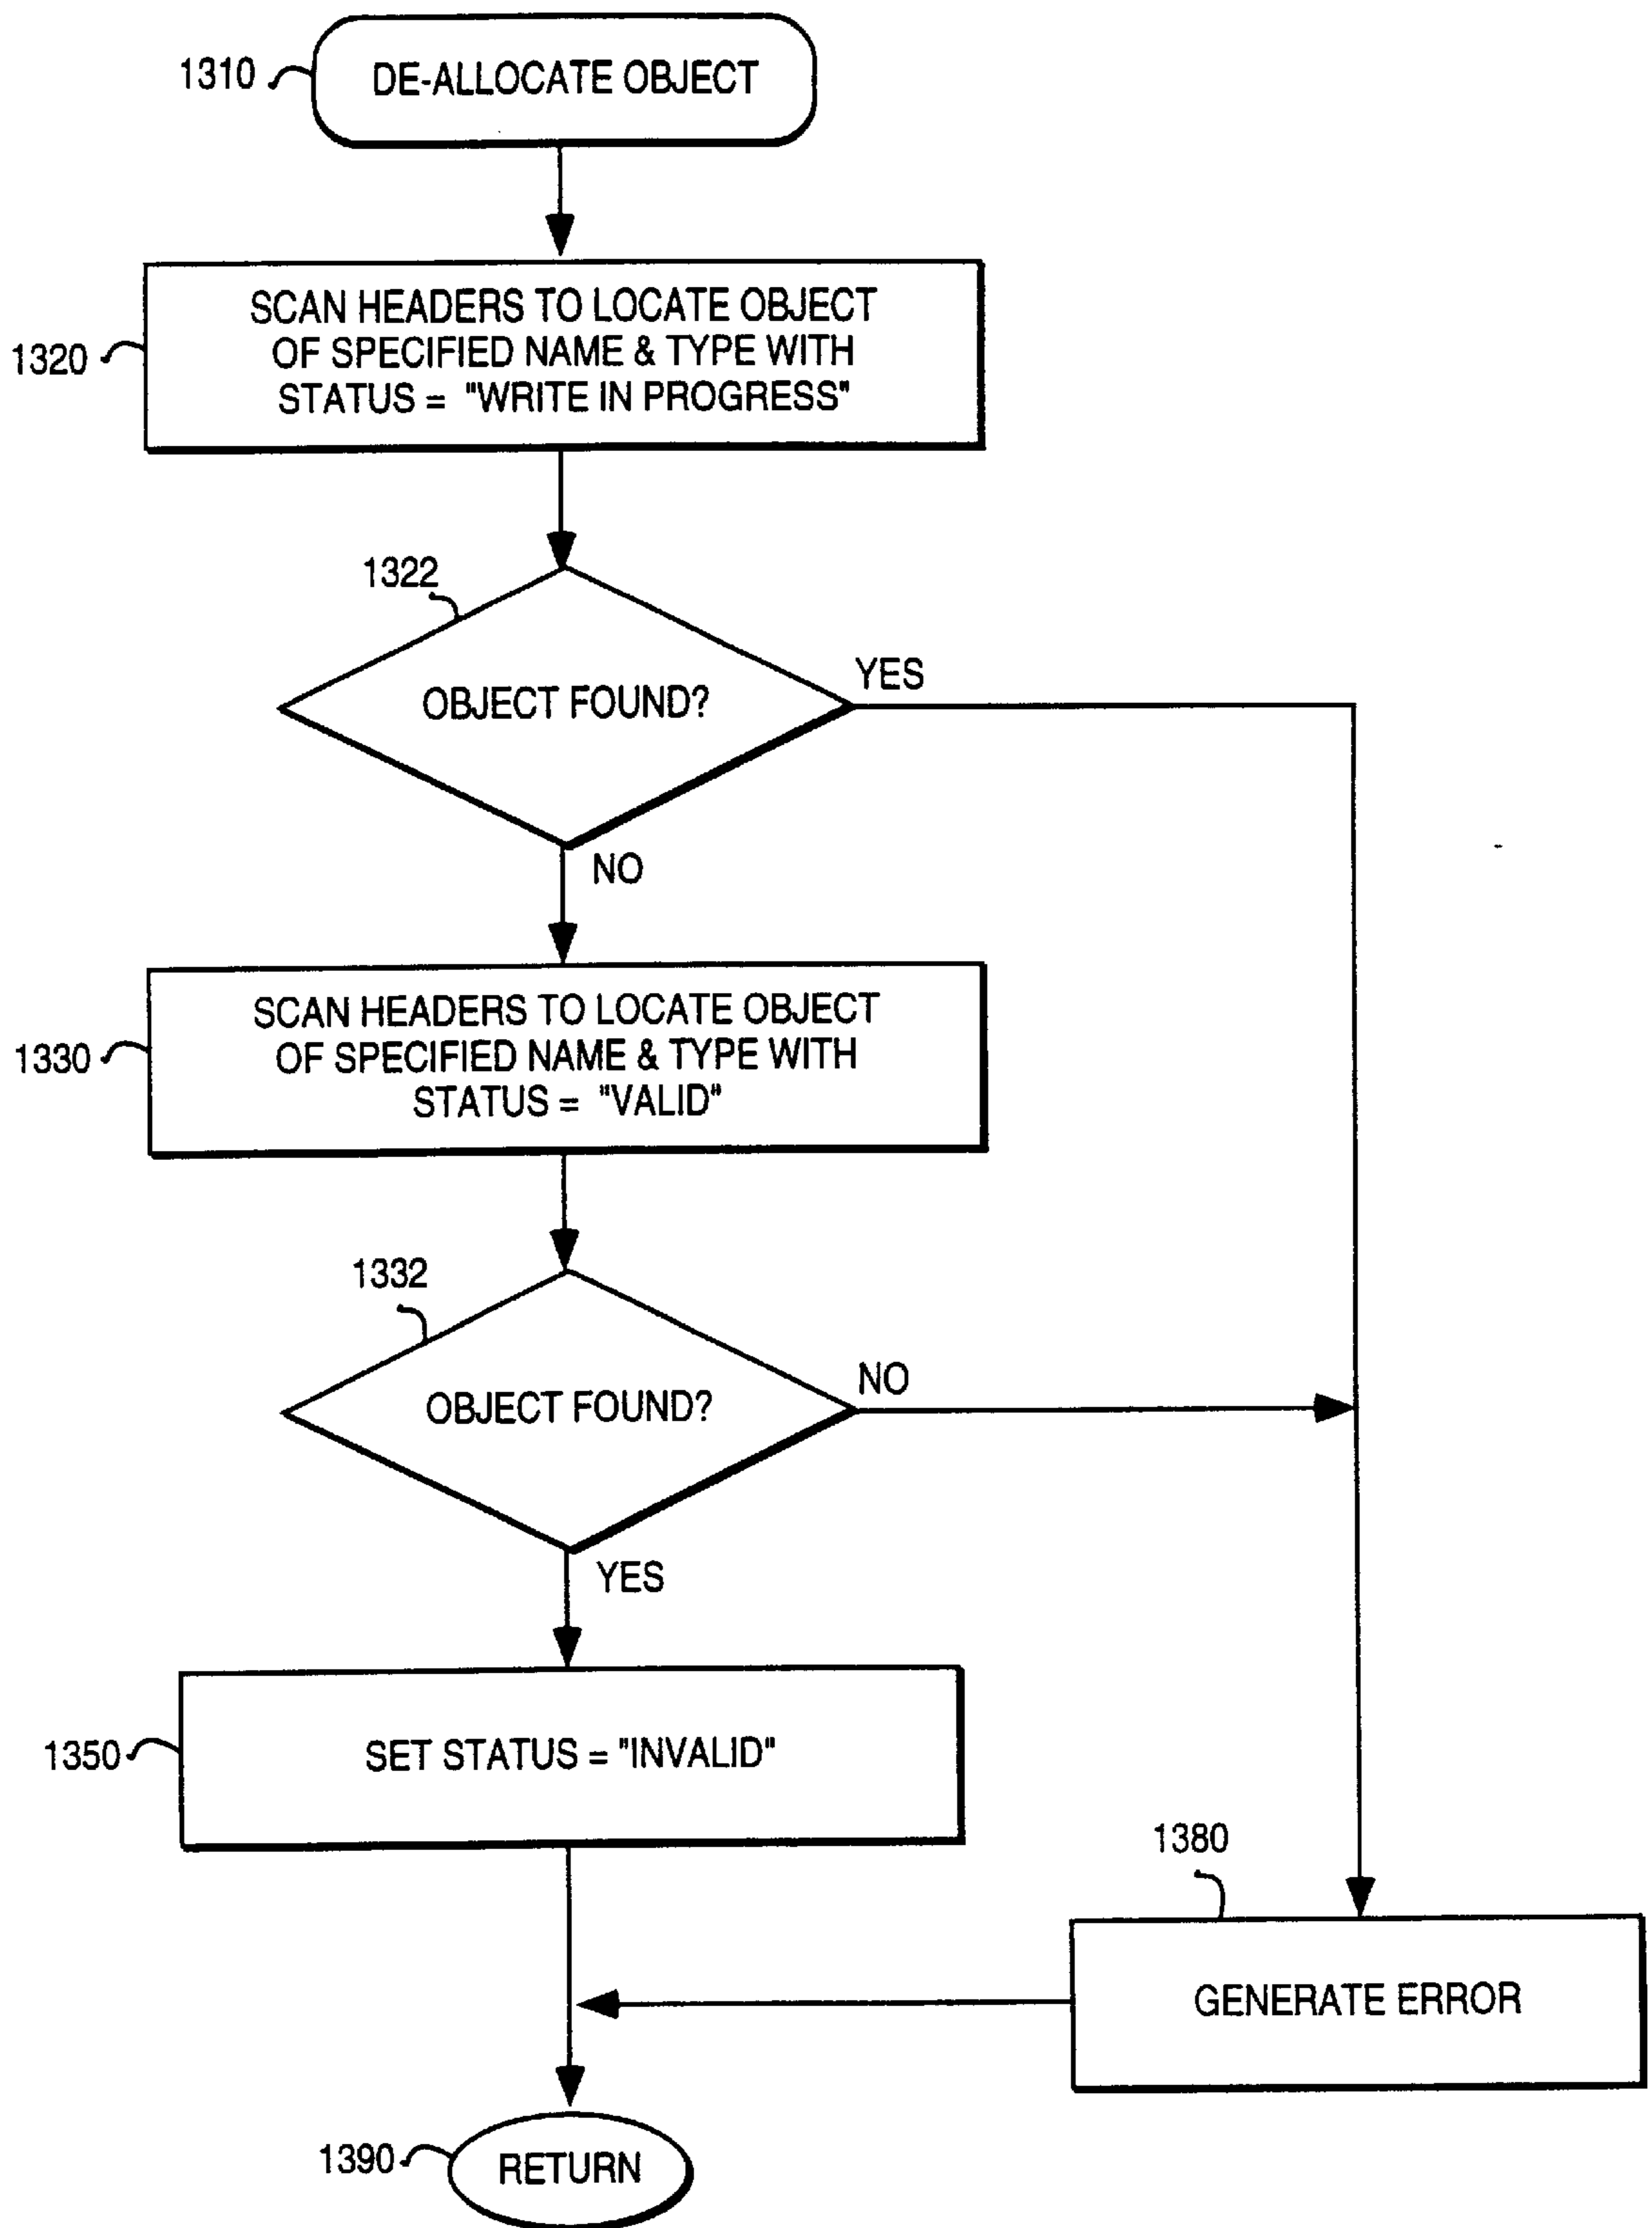 1310
DE-ALLOCATE OBJECT
1320
SCAN HEADERS TO LOCATE OBJECT
OF SPECIFIED NAME & TYPE WITH
STATUS = "WRITE IN PROGRESS"
1322
OBJECT FOUND?
YES
NO
1330
SCAN HEADERS TO LOCATE OBJECT
OF SPECIFIED NAME & TYPE WITH
STATUS = "VALID"
1332
OBJECT FOUND?
NO
YES
1350
SET STATUS = "INVALID"
1380
GENERATE ERROR
1390
RETURN